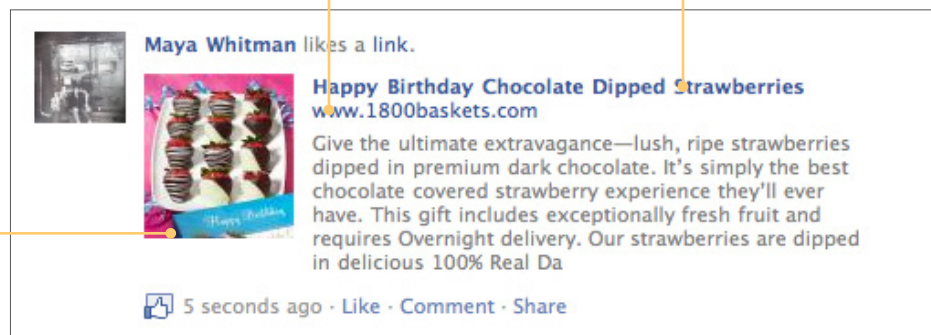 Maya Whitman likes a link.
Happy Birthday Chocolate Dipped Strawberries
www.1800baskets.com
Give the ultimate extravagance—lush, ripe strawberries
dipped in premium dark chocolate. It's simply the best
chocolate covered strawberry experience they'll ever
have. This gift includes exceptionally fresh fruit and
requires Overnight delivery. Our strawberries are dipped
in delicious 100% Real Da
Happy Birthday
5 seconds ago · Like · Comment · Share